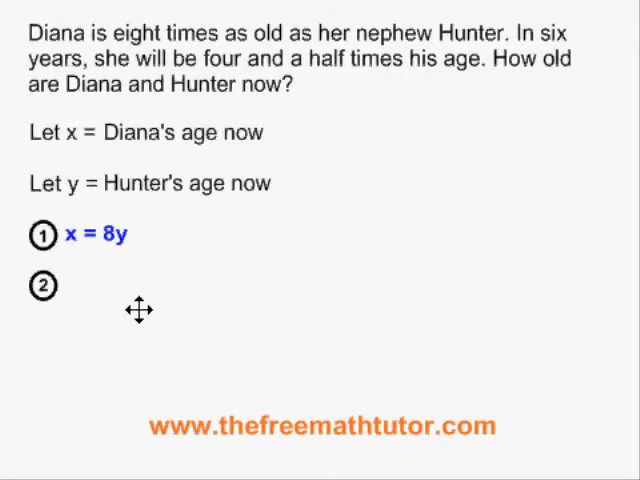 Diana is eight times as old as her nephew Hunter. In six
years, she will be four and a half times his age. How old
are Diana and Hunter now?
Let x = Diana's age now
Let y = Hunter's age now
1 x = 8y
2
www.thefreemathtutor.com